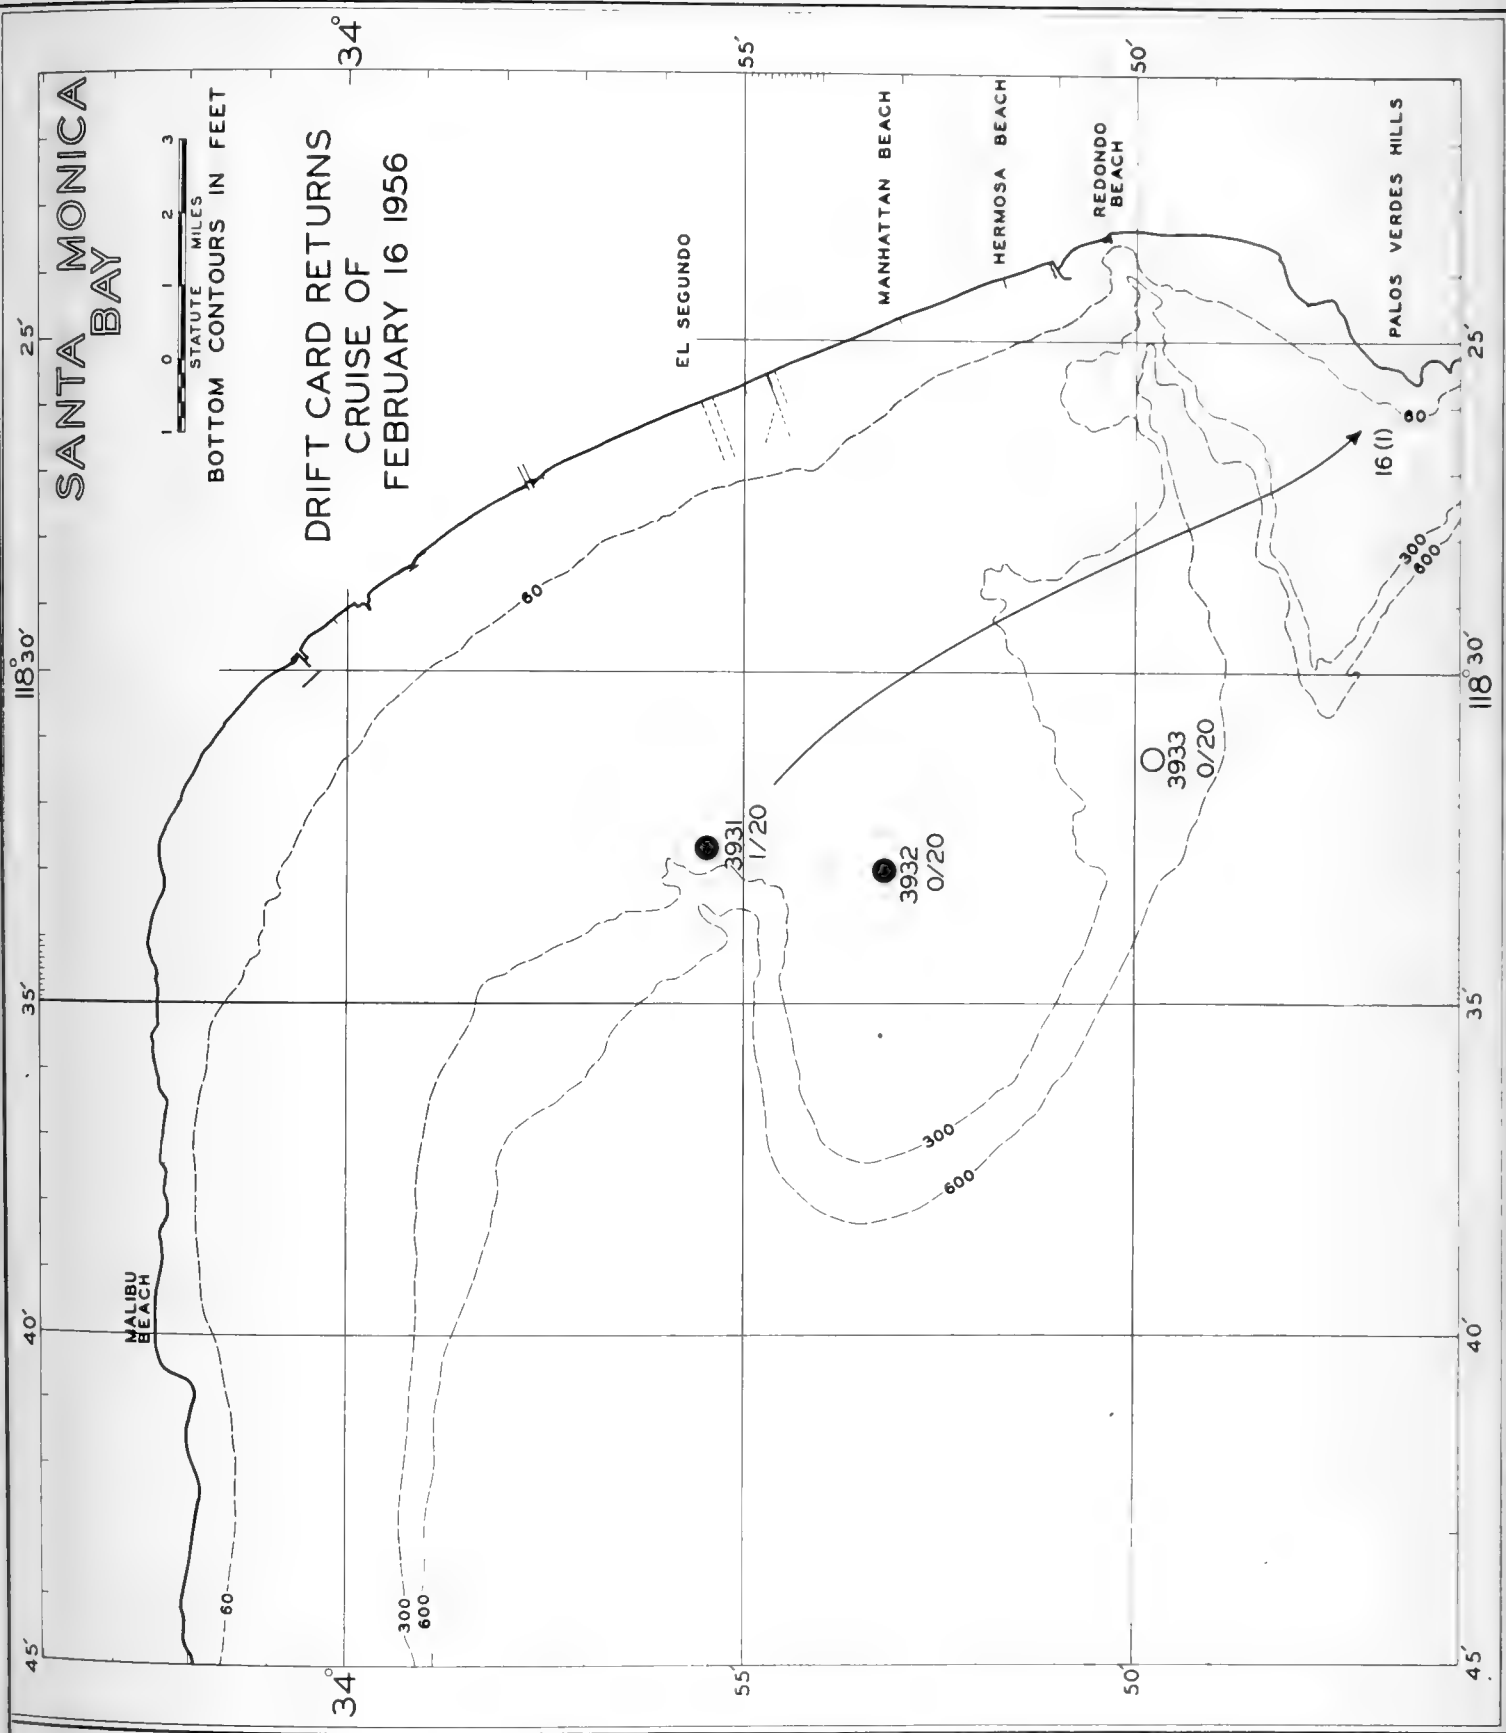 SANTA MONICA
BAY
1 0 1 2 3
STATUTE MILES
BOTTOM CONTOURS IN FEET
DRIFT CARD RETURNS
CRUISE OF
FEBRUARY 16 1956
45′
40′
35′
118°30′
25′
34°
34°
55′
55′
50′
50′
45′
40′
35′
118°30′
25′
MALIBU
BEACH
EL SEGUNDO
MANHATTAN BEACH
HERMOSA BEACH
REDONDO
BEACH
PALOS VERDES HILLS
60
60
60
300
600
300
600
300
600
3931
1/20
3932
0/20
3933
0/20
16 (1)